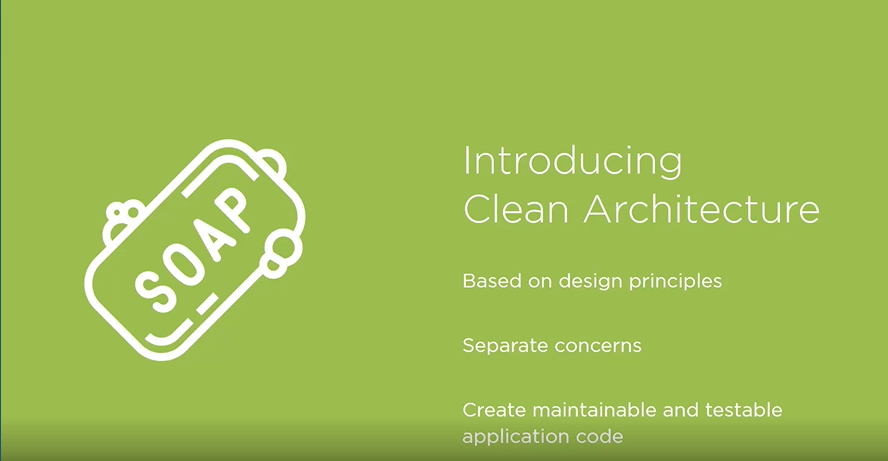 SOAP
Introducing
Clean Architecture
Based on design principles
Separate concerns
Create maintainable and testable
application code